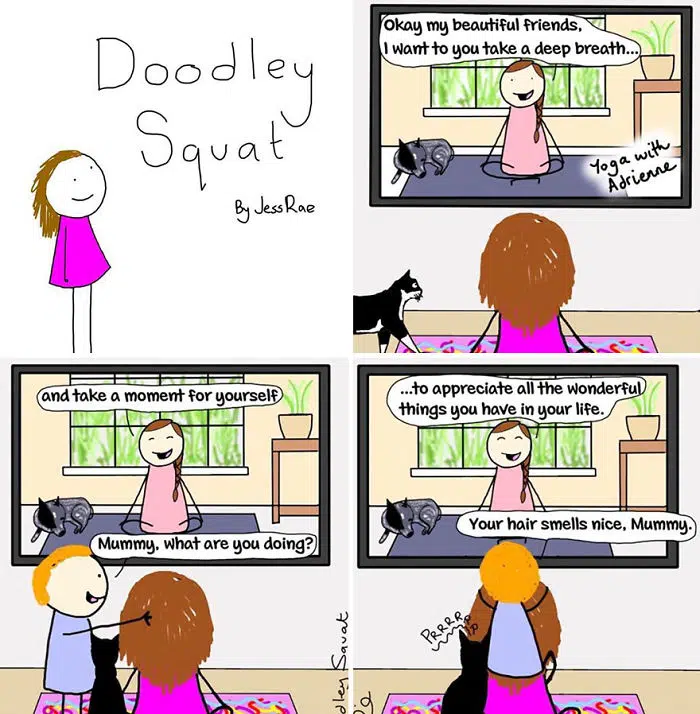 Doodley
Squat
By JessRae
Okay my beautiful friends,
I want to you take a deep breath...
Yoga with
Adrienne
and take a moment for yourself
Mummy, what are you doing?
...to appreciate all the wonderful
things you have in your life.
Your hair smells nice, Mummy.
PRRRR